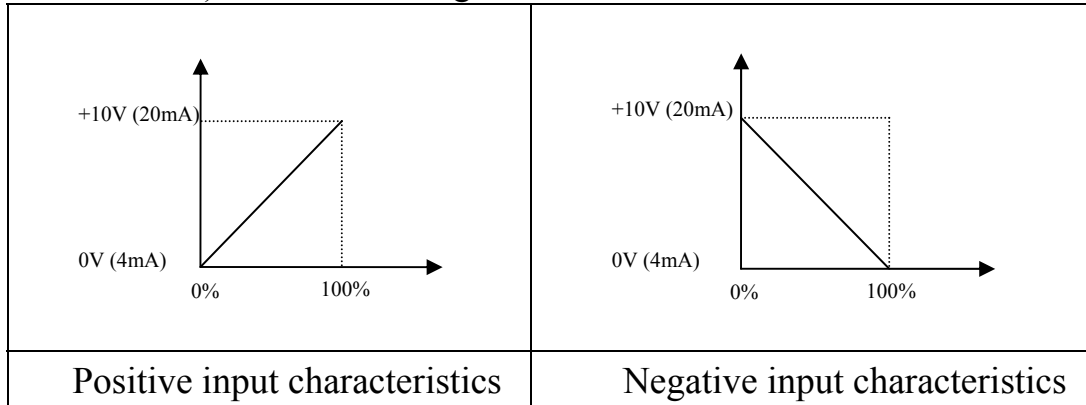 +10V (20mA)
0V (4mA)
0%
100%
Positive input characteristics
+10V (20mA)
0V (4mA)
0%
100%
Negative input characteristics